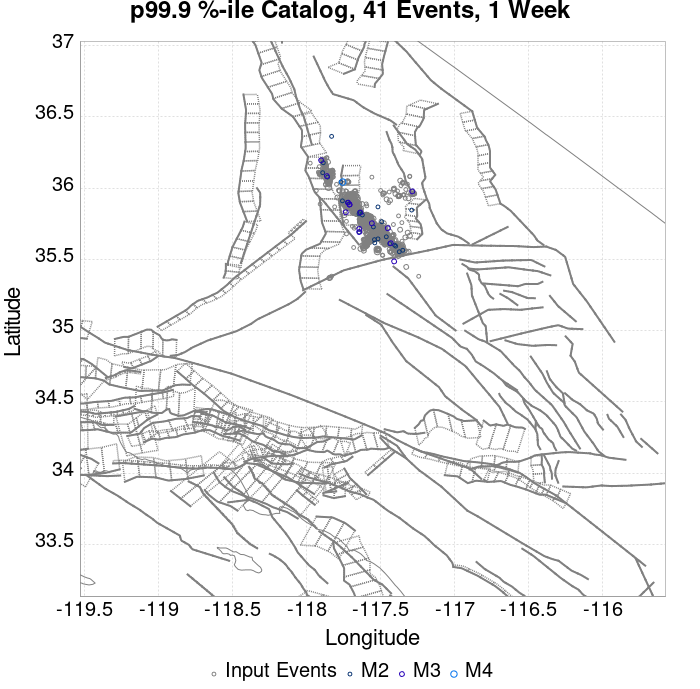 p99.9 %-ile Catalog, 41 Events, 1 Week
37
36.5
36
35.5
35
34.5
34
33.5
Latitude
-119.5 -119 -118.5 -118 -117.5 -117 -116.5 -116
Longitude
Input Events M2 M3 M4